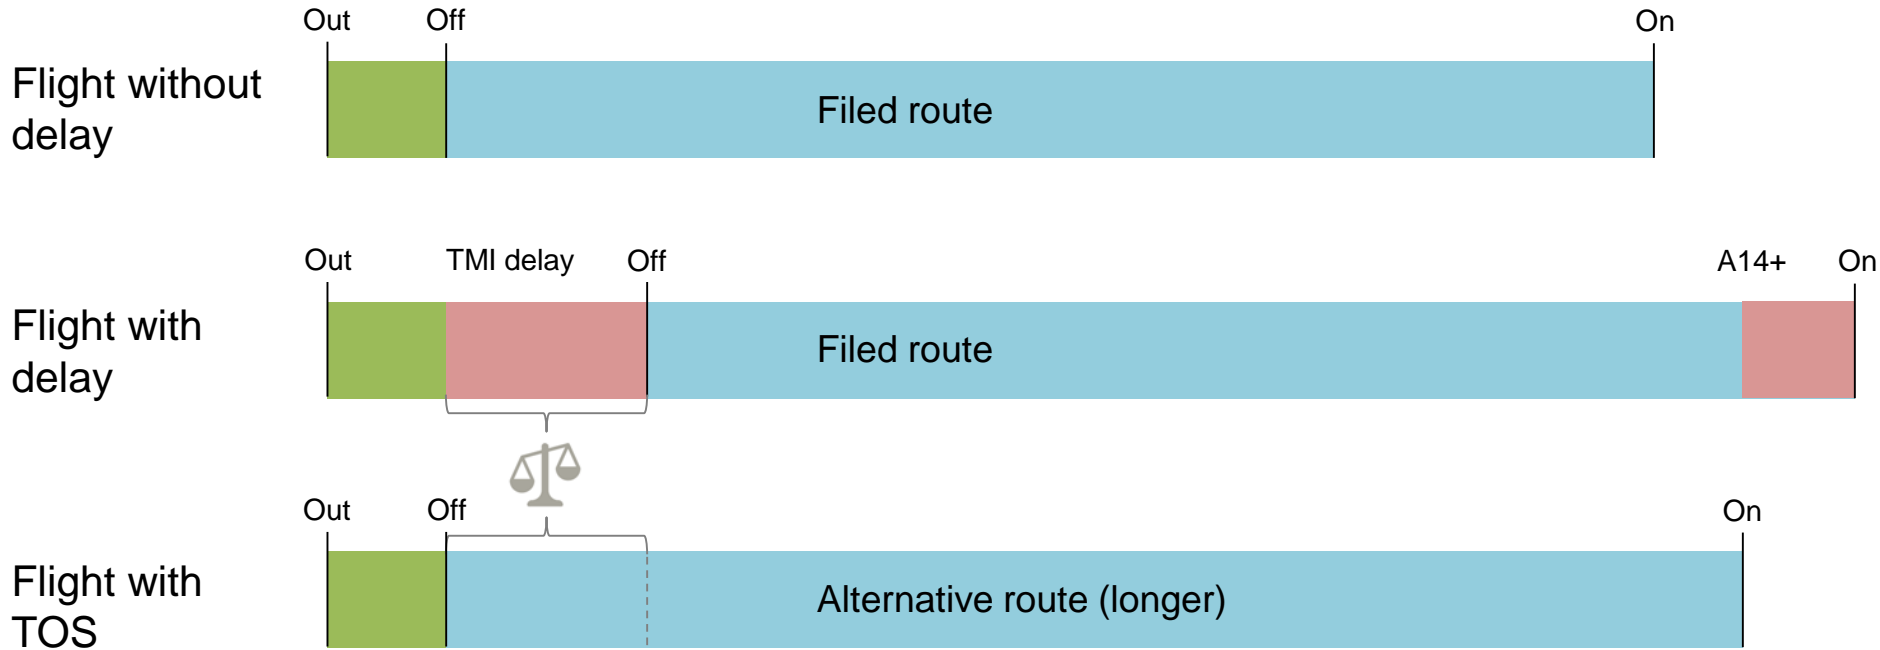 Out Off On
Flight without
delay
Filed route
Out TMI delay Off A14+ On
Flight with
delay
Filed route
Out Off On
Flight with
TOS
Alternative route (longer)